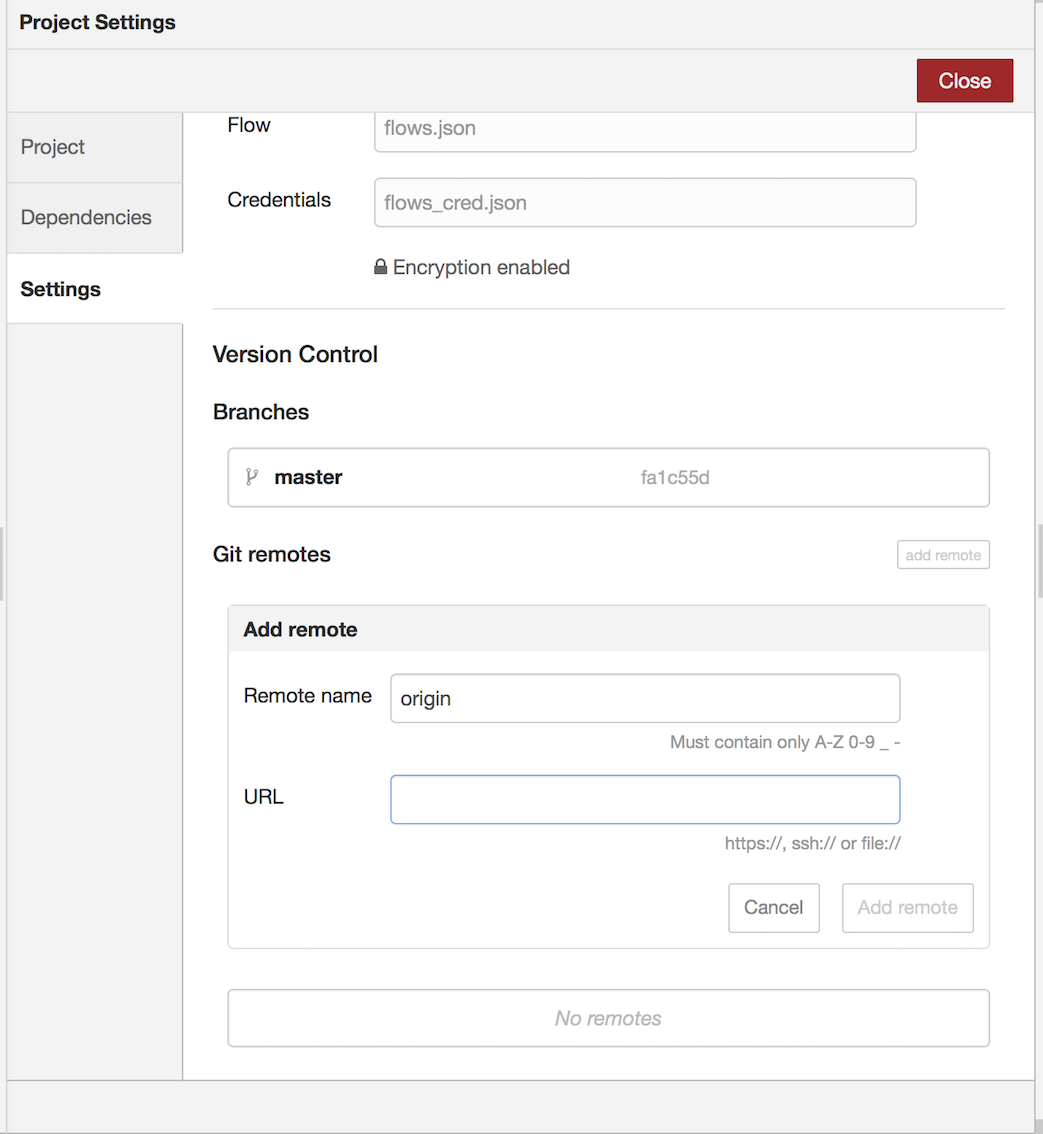 Project Settings
Close
Project
Dependencies
Settings
Flow flows.json
Credentials flows_cred.json
Encryption enabled
Version Control
Branches
master fa1c55d
Git remotes add remote
Add remote
Remote name origin
Must contain only A-Z 0-9 _ -
URL
https://, ssh:// or file://
Cancel Add remote
No remotes